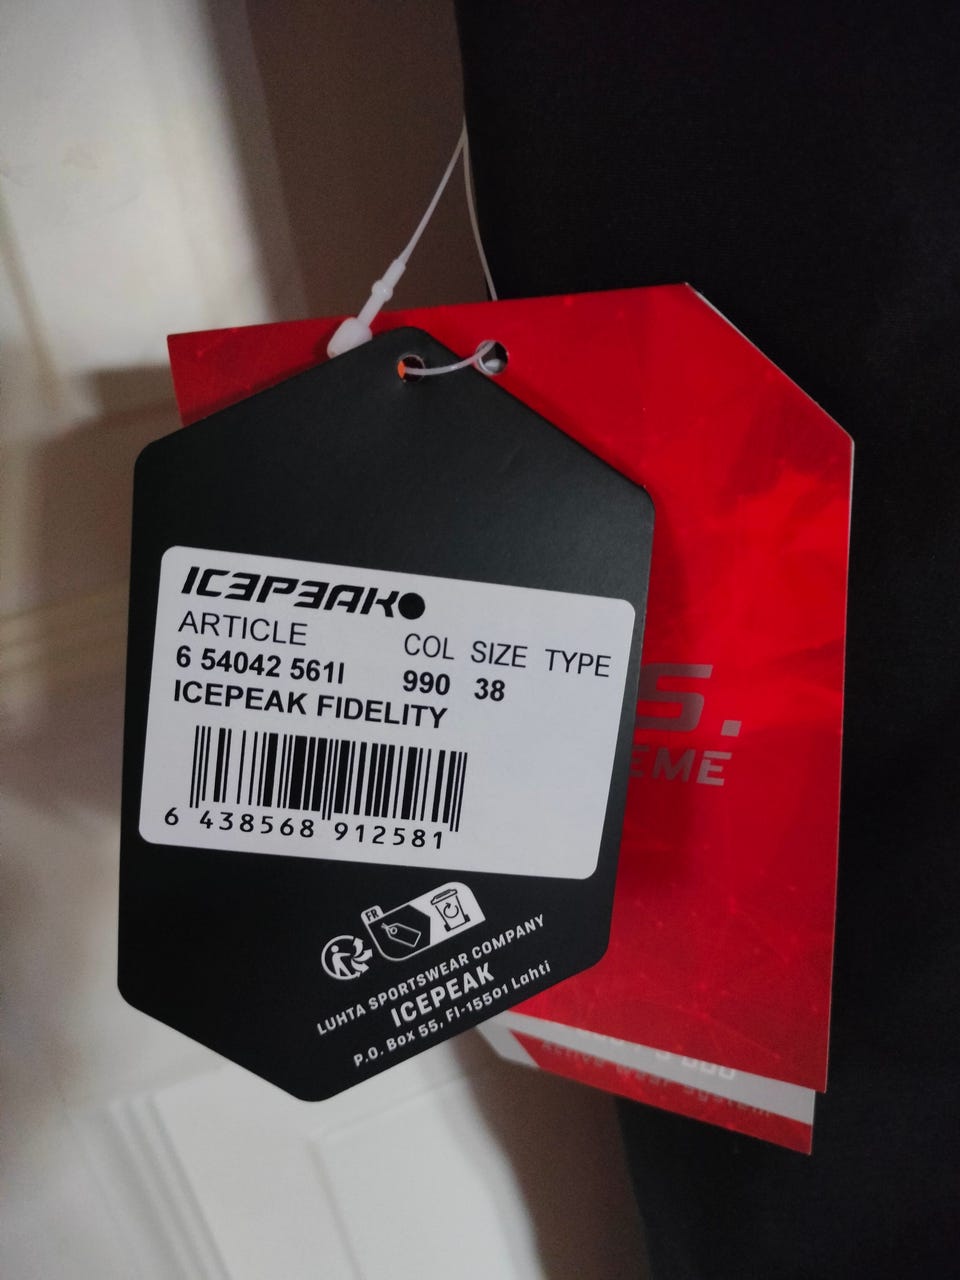 ICEPEAK
ARTICLE COL SIZE TYPE
6 54042 561I 990 38
ICEPEAK FIDELITY
6 438568 912581
FR
LUHTA SPORTSWEAR COMPANY
ICEPEAK
P.O. Box 55, FI-15501 Lahti
S.
EME